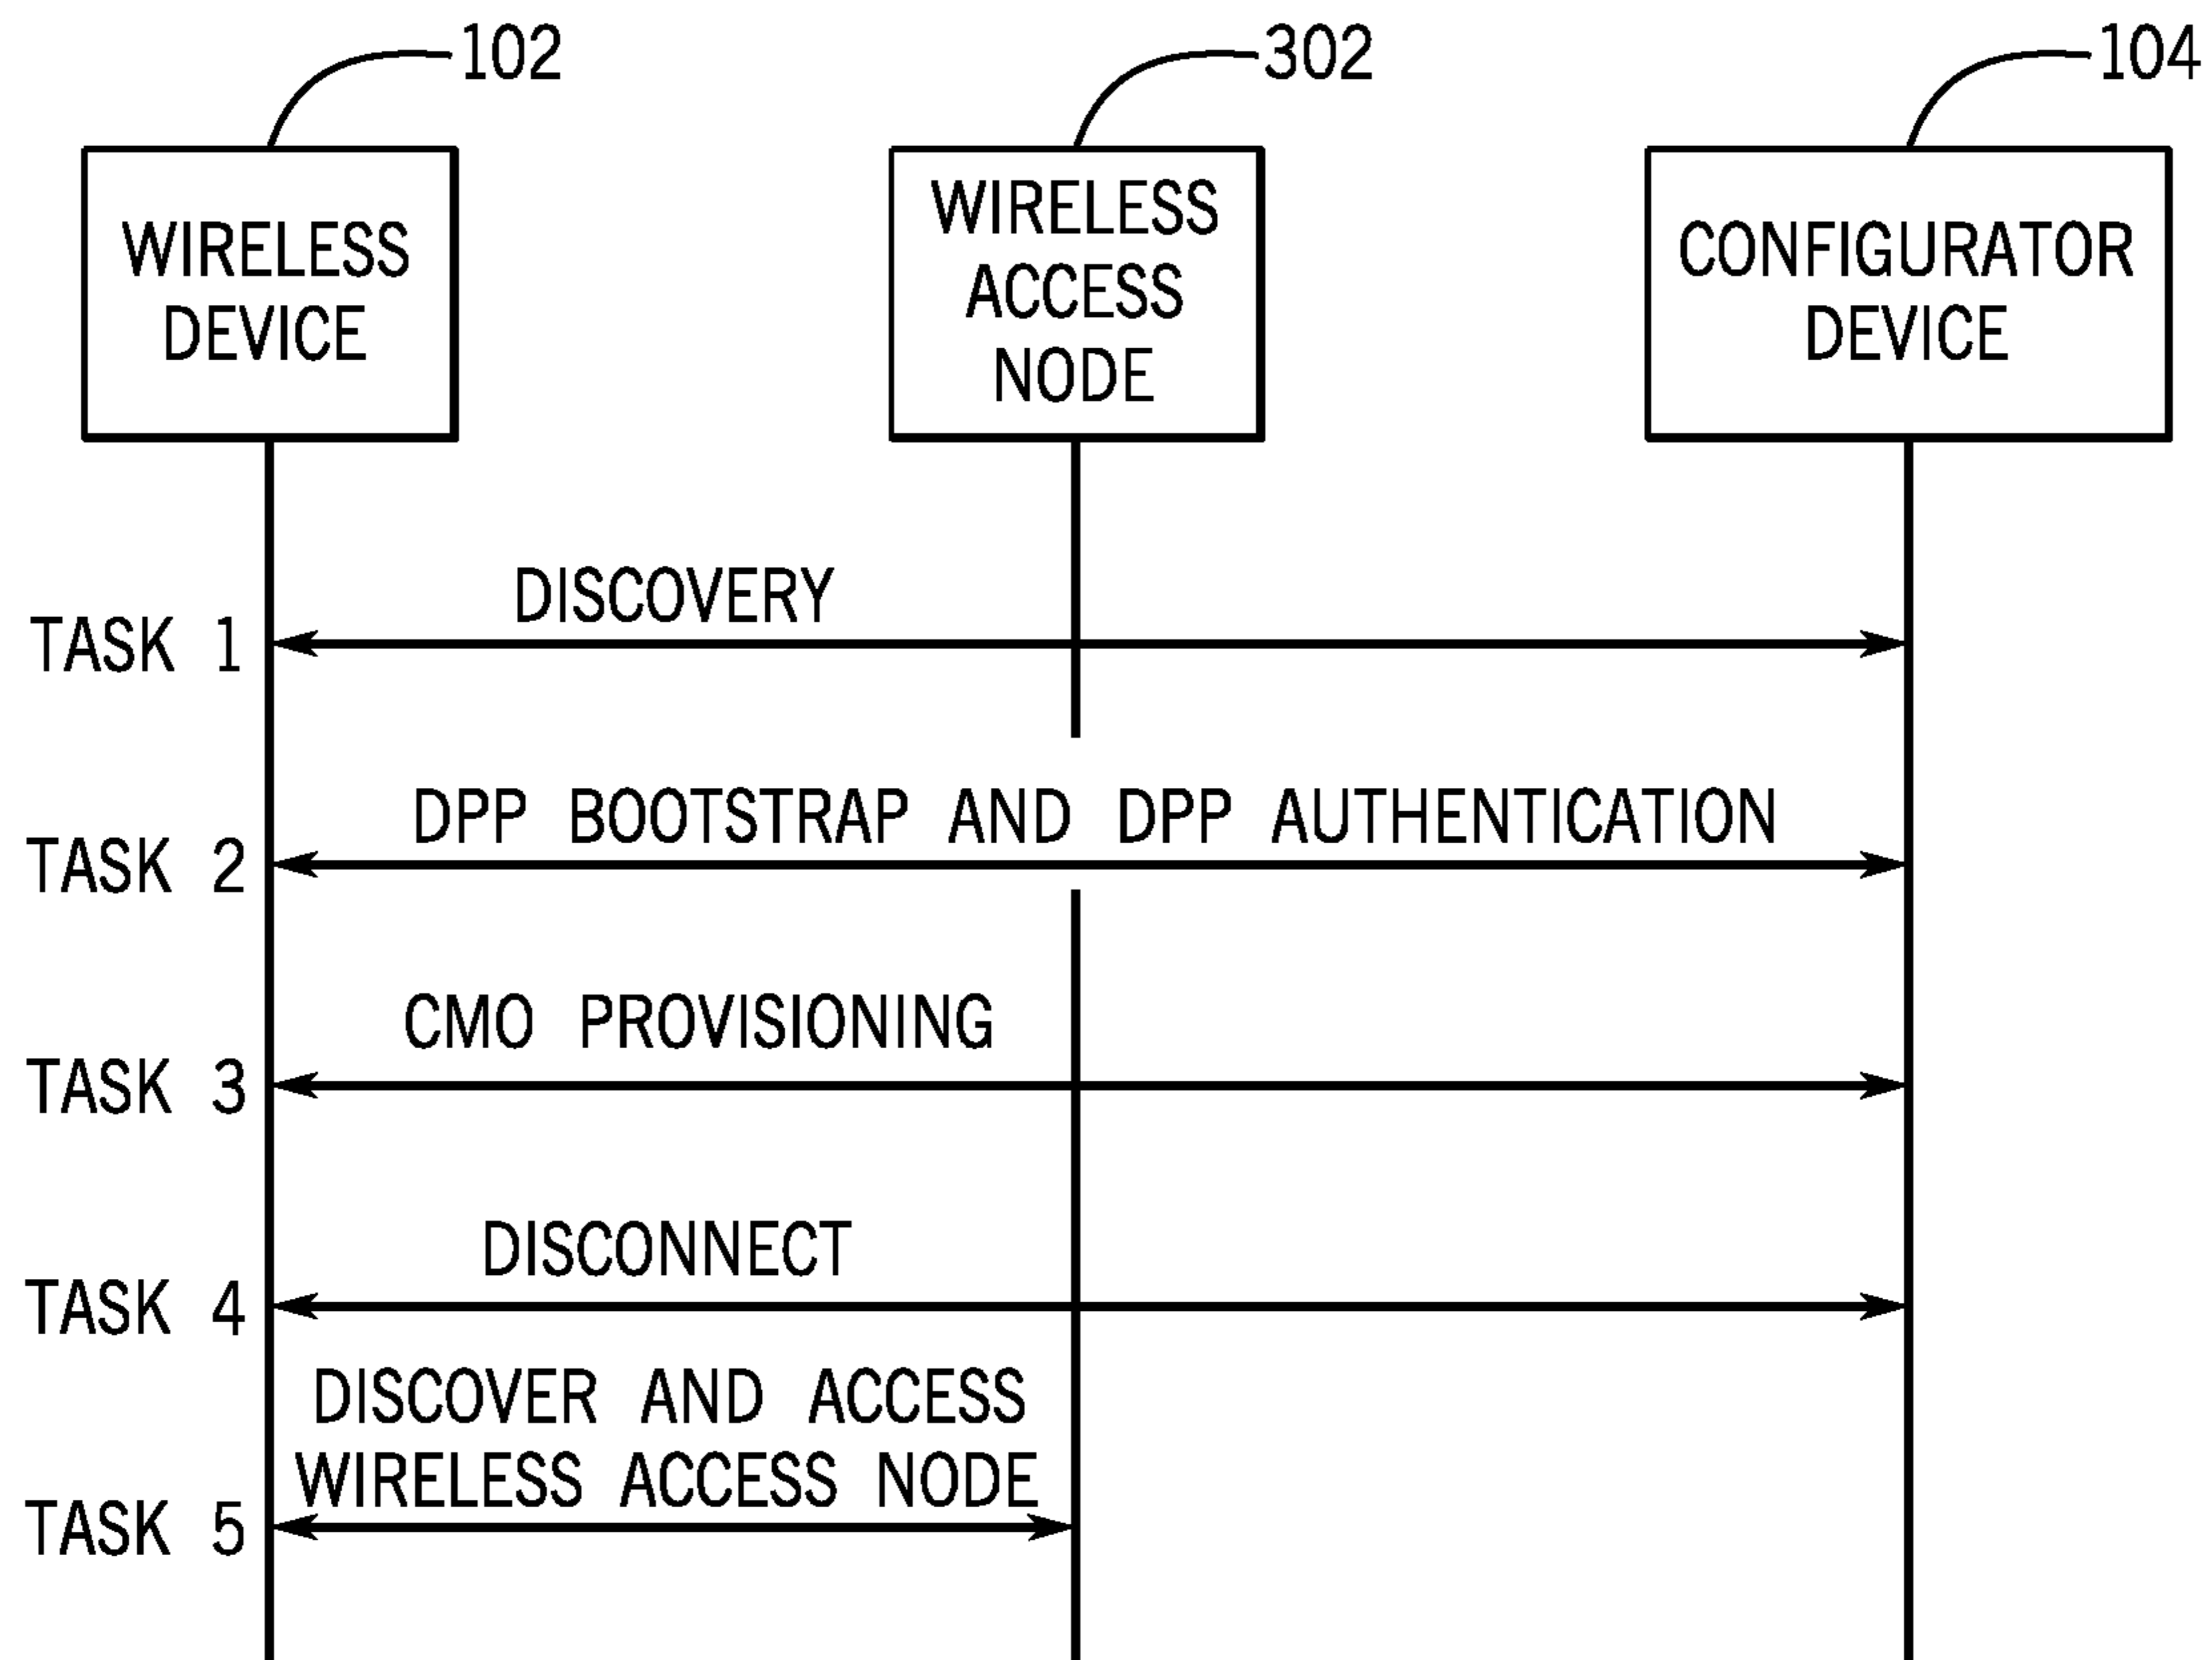 102
302
104
WIRELESS
DEVICE
WIRELESS
ACCESS
NODE
CONFIGURATOR
DEVICE
DISCOVERY
TASK 1
DPP BOOTSTRAP AND DPP AUTHENTICATION
TASK 2
CMO PROVISIONING
TASK 3
DISCONNECT
TASK 4
DISCOVER AND ACCESS
WIRELESS ACCESS NODE
TASK 5